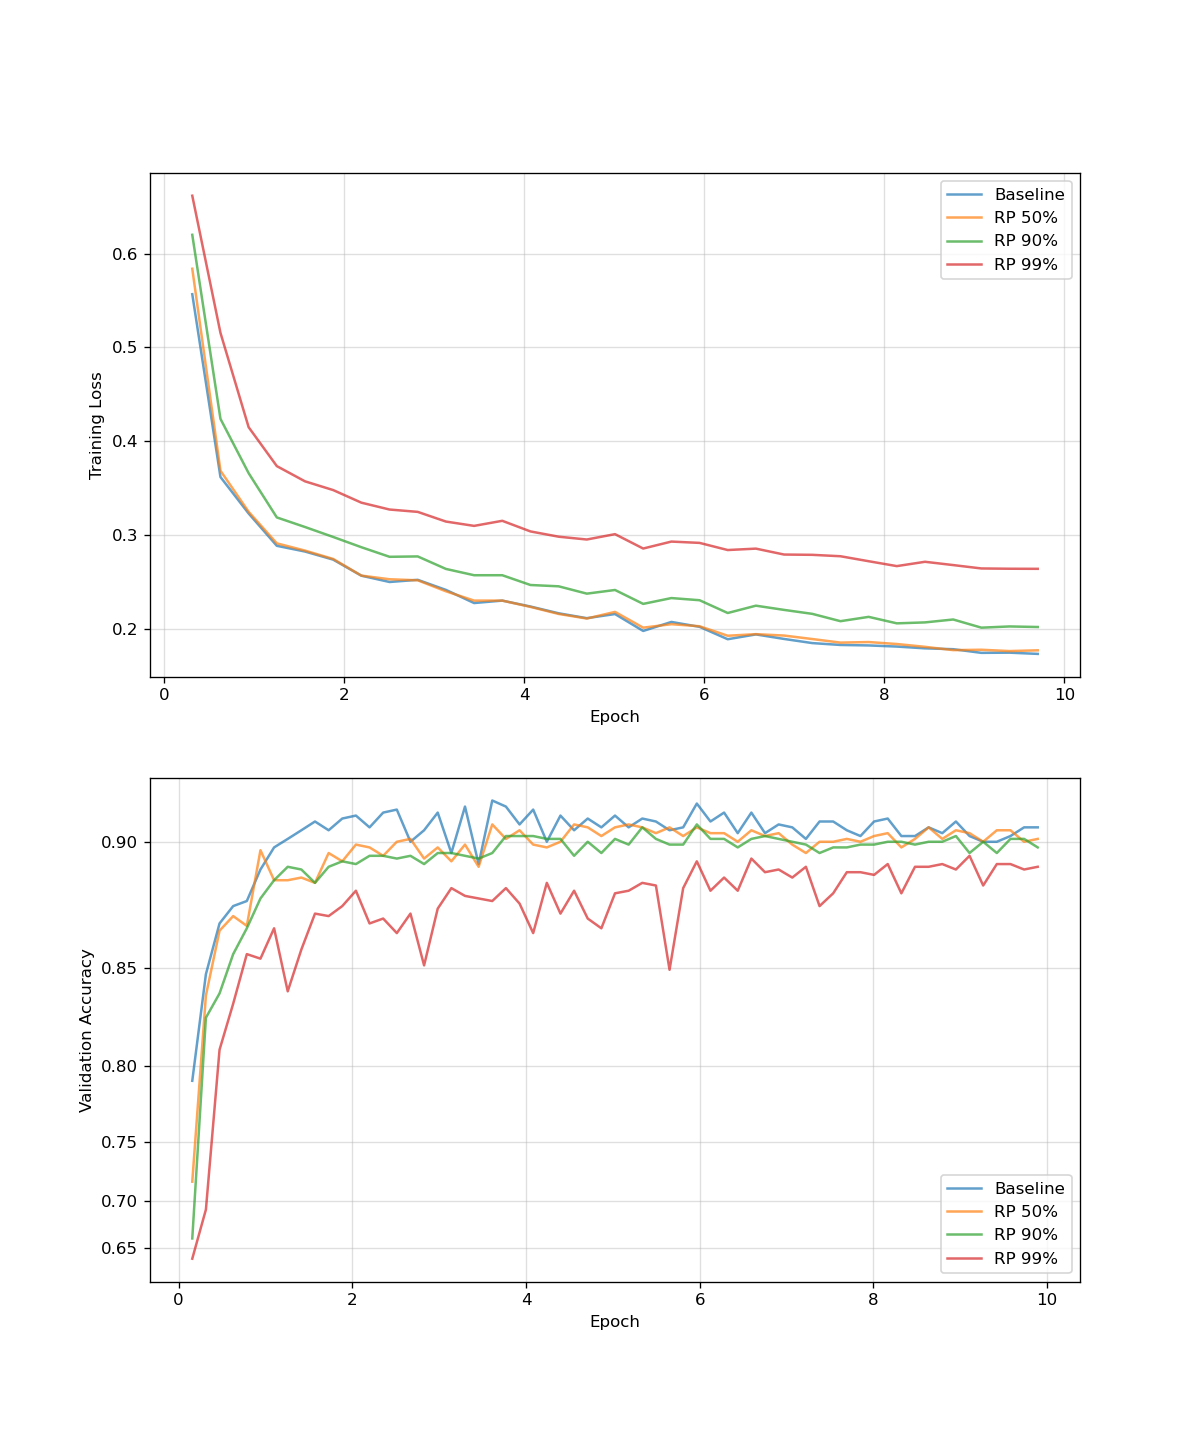 Training Loss
0.6
0.5
0.4
0.3
0.2
Baseline
RP 50%
RP 90%
RP 99%
0 2 4 6 8 10
Epoch
Validation Accuracy
0.90
0.85
0.80
0.75
0.70
0.65
Baseline
RP 50%
RP 90%
RP 99%
0 2 4 6 8 10
Epoch